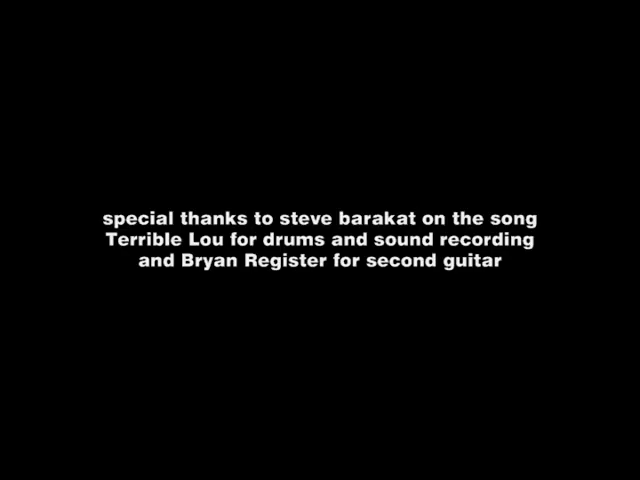 special thanks to steve barakat on the song
Terrible Lou for drums and sound recording
and Bryan Register for second guitar